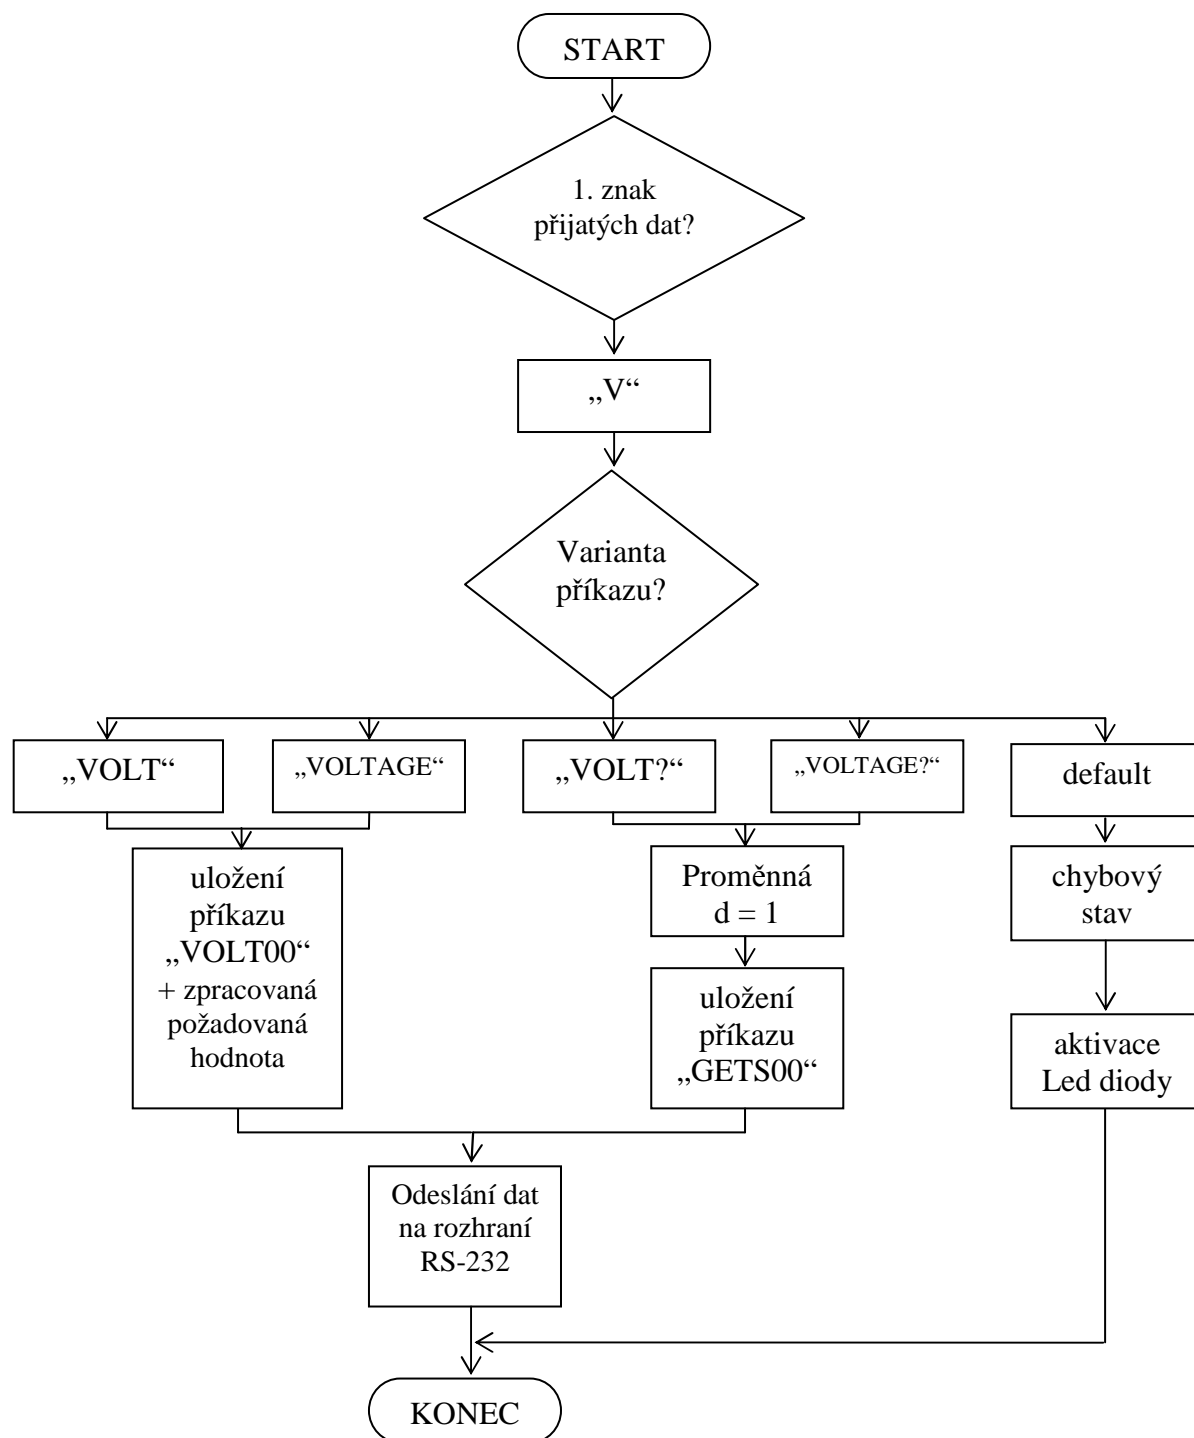 START
1. znak
přijatých dat?
„V“
Varianta
příkazu?
„VOLT“
„VOLTAGE“
„VOLT?“
„VOLTAGE?“
default
uložení
příkazu
„VOLT00“
+ zpracovaná
požadovaná
hodnota
Proměnná
d = 1
chybový
stav
uložení
příkazu
„GETS00“
aktivace
Led diody
Odeslání dat
na rozhraní
RS-232
KONEC